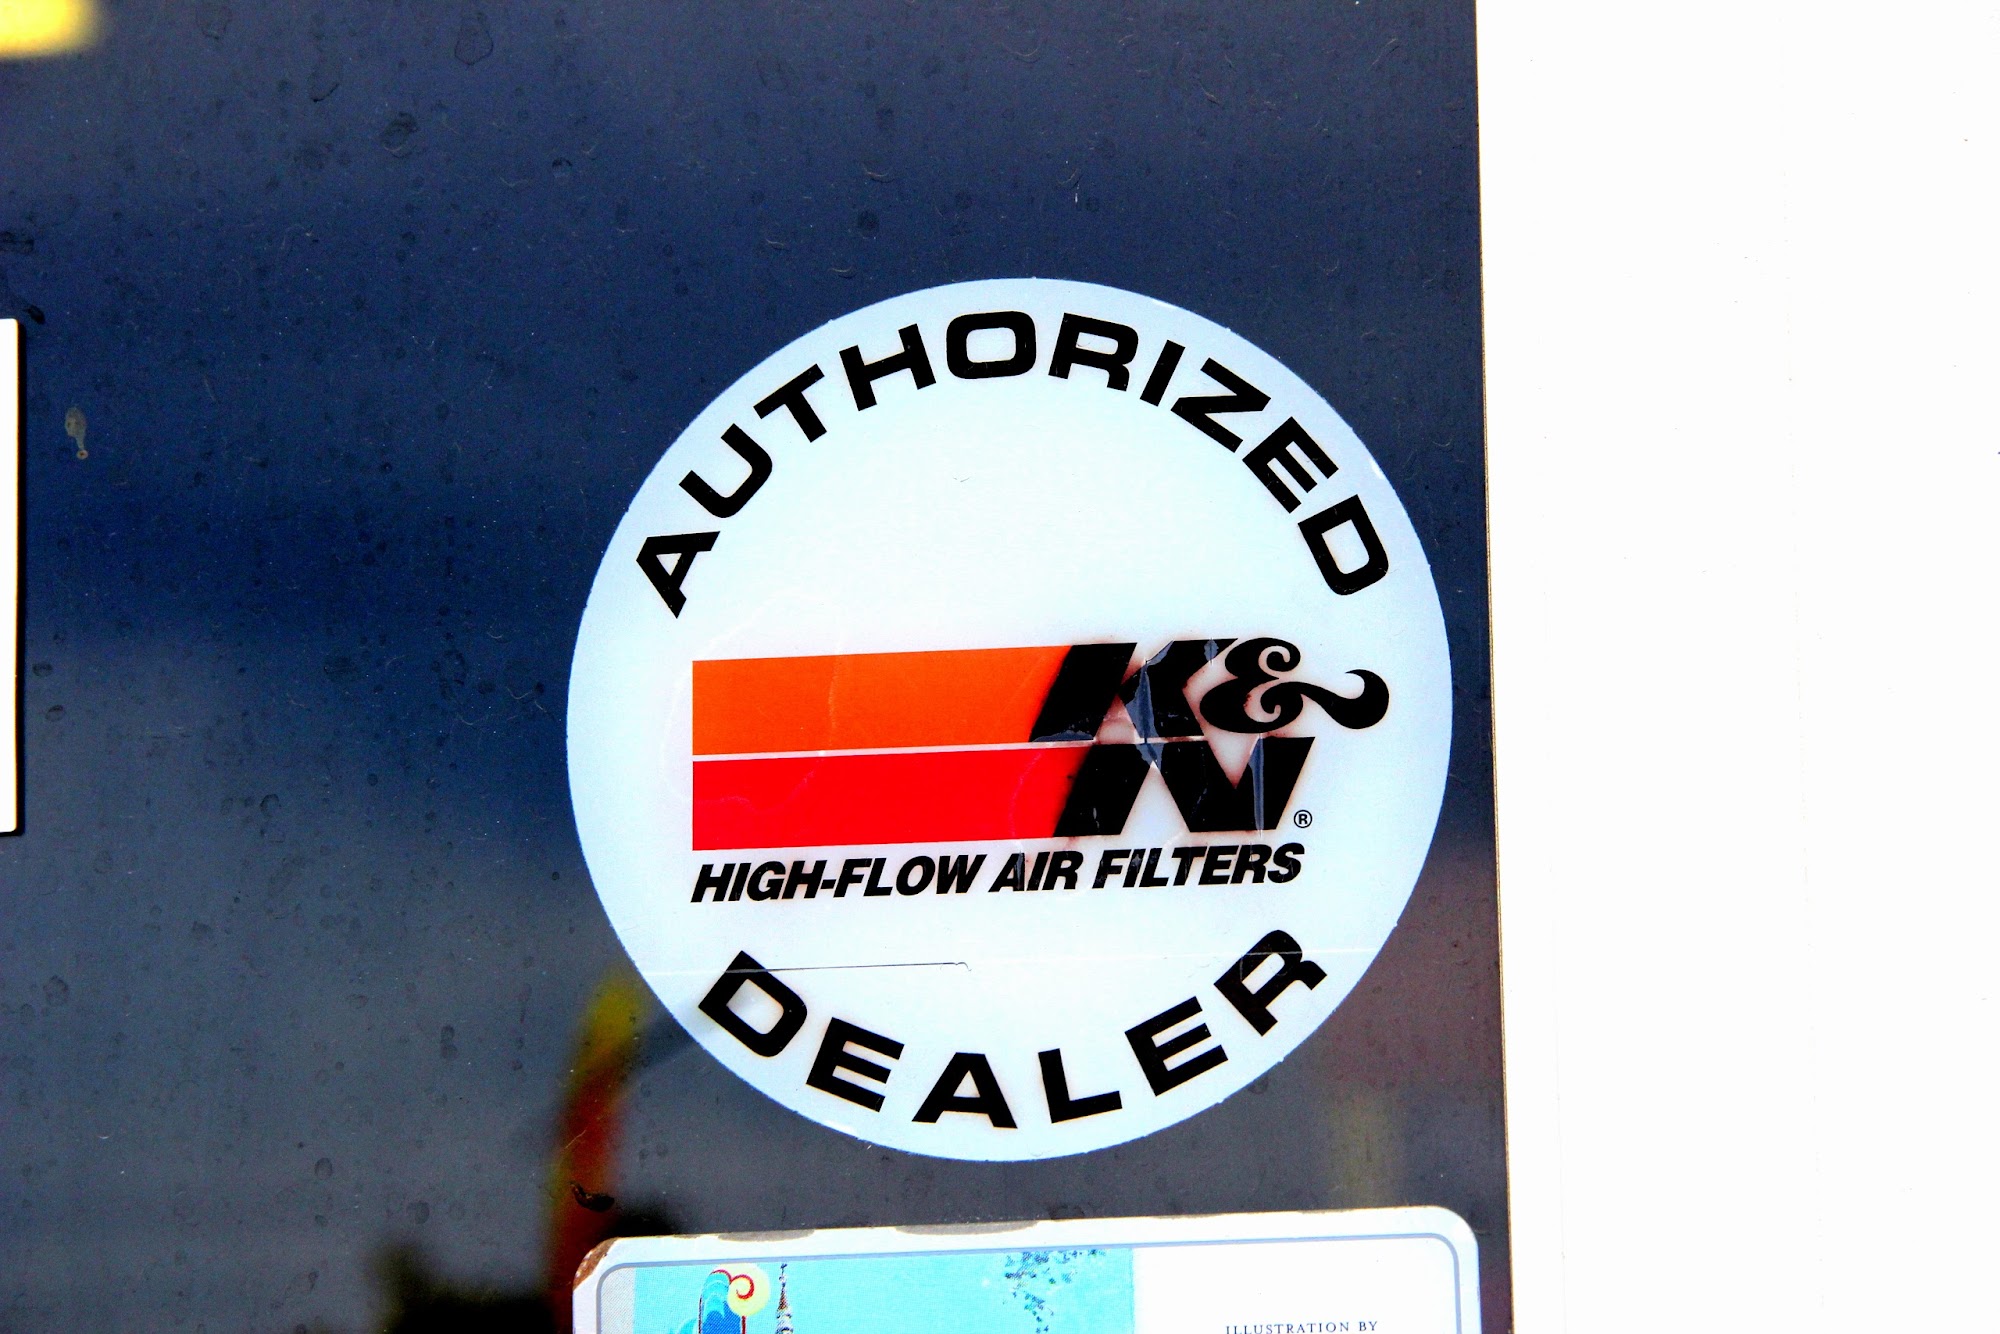 AUTHORIZED
K&
N®
HIGH-FLOW AIR FILTERS
DEALER
ILLUSTRATION BY